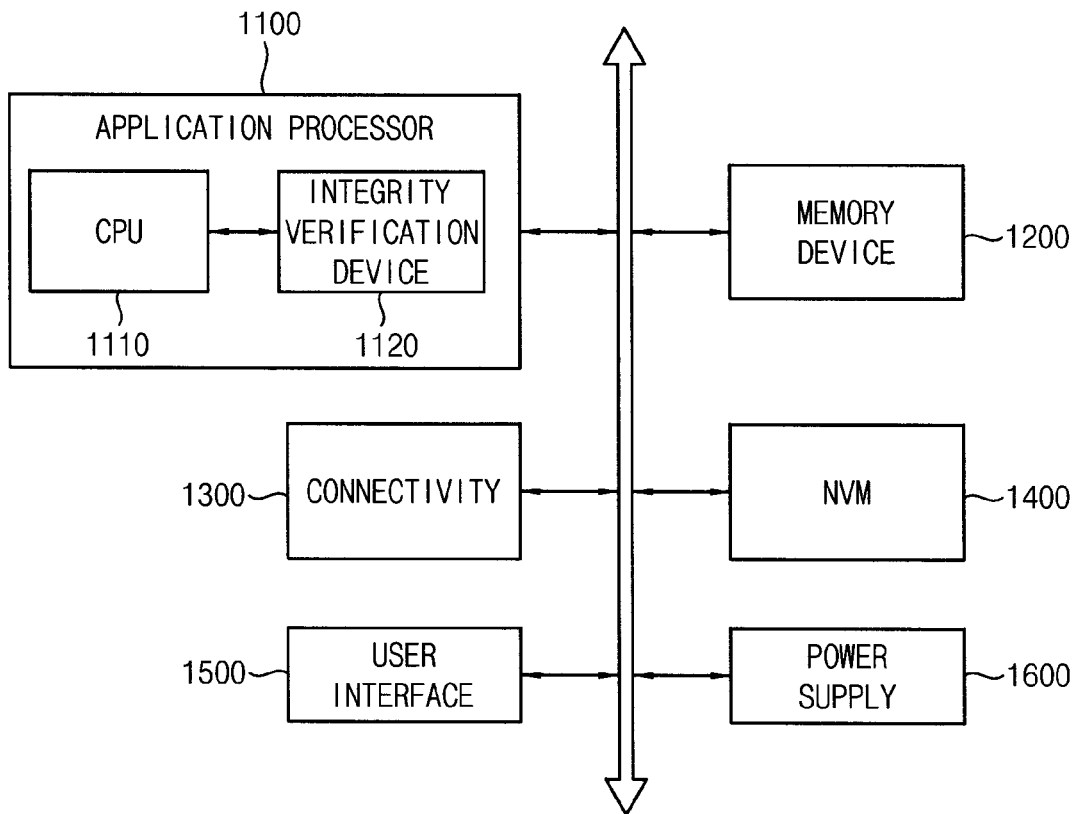 1100
APPLICATION PROCESSOR
CPU
INTEGRITY
VERIFICATION
DEVICE
1110
1120
MEMORY
DEVICE
1200
1300
CONNECTIVITY
NVM
1400
1500
USER
INTERFACE
POWER
SUPPLY
1600